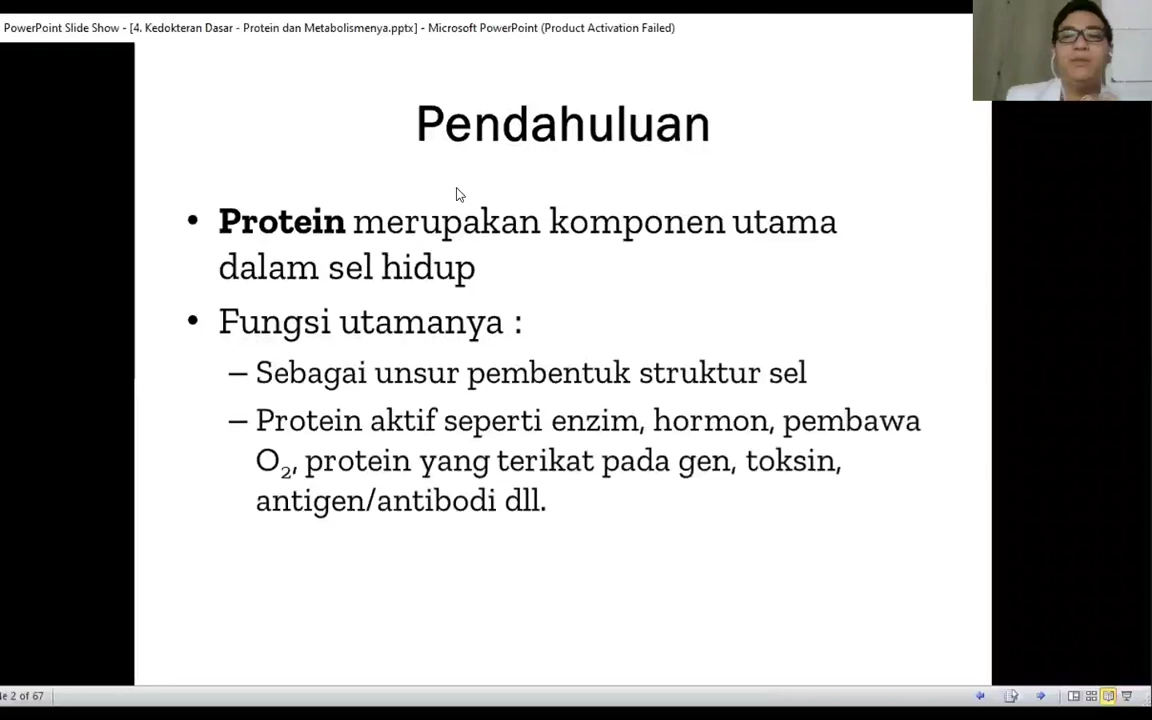 PowerPoint Slide Show - [4. Kedokteran Dasar - Protein dan Metabolismenya.pptx] - Microsoft PowerPoint (Product Activation Failed)
Pendahuluan
• Protein merupakan komponen utama
dalam sel hidup
• Fungsi utamanya :
– Sebagai unsur pembentuk struktur sel
– Protein aktif seperti enzim, hormon, pembawa
O₂, protein yang terikat pada gen, toksin,
antigen/antibodi dll.
le 2 of 67